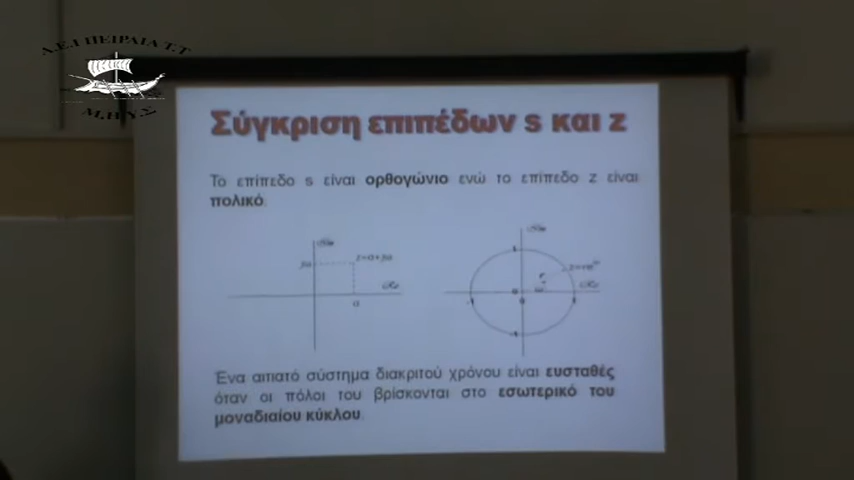 Α.Ε.Ι ΠΕΙΡΑΙΑ Τ.Τ
Μ.Η.Υ.Σ
Σύγκριση επιπέδων s και z
Το επίπεδο s είναι ορθογώνιο ενώ το επίπεδο z είναι
πολικό.
Ένα αιτιατό σύστημα διακριτού χρόνου είναι ευσταθές
όταν οι πόλοι του βρίσκονται στο εσωτερικό του
μοναδιαίου κύκλου.